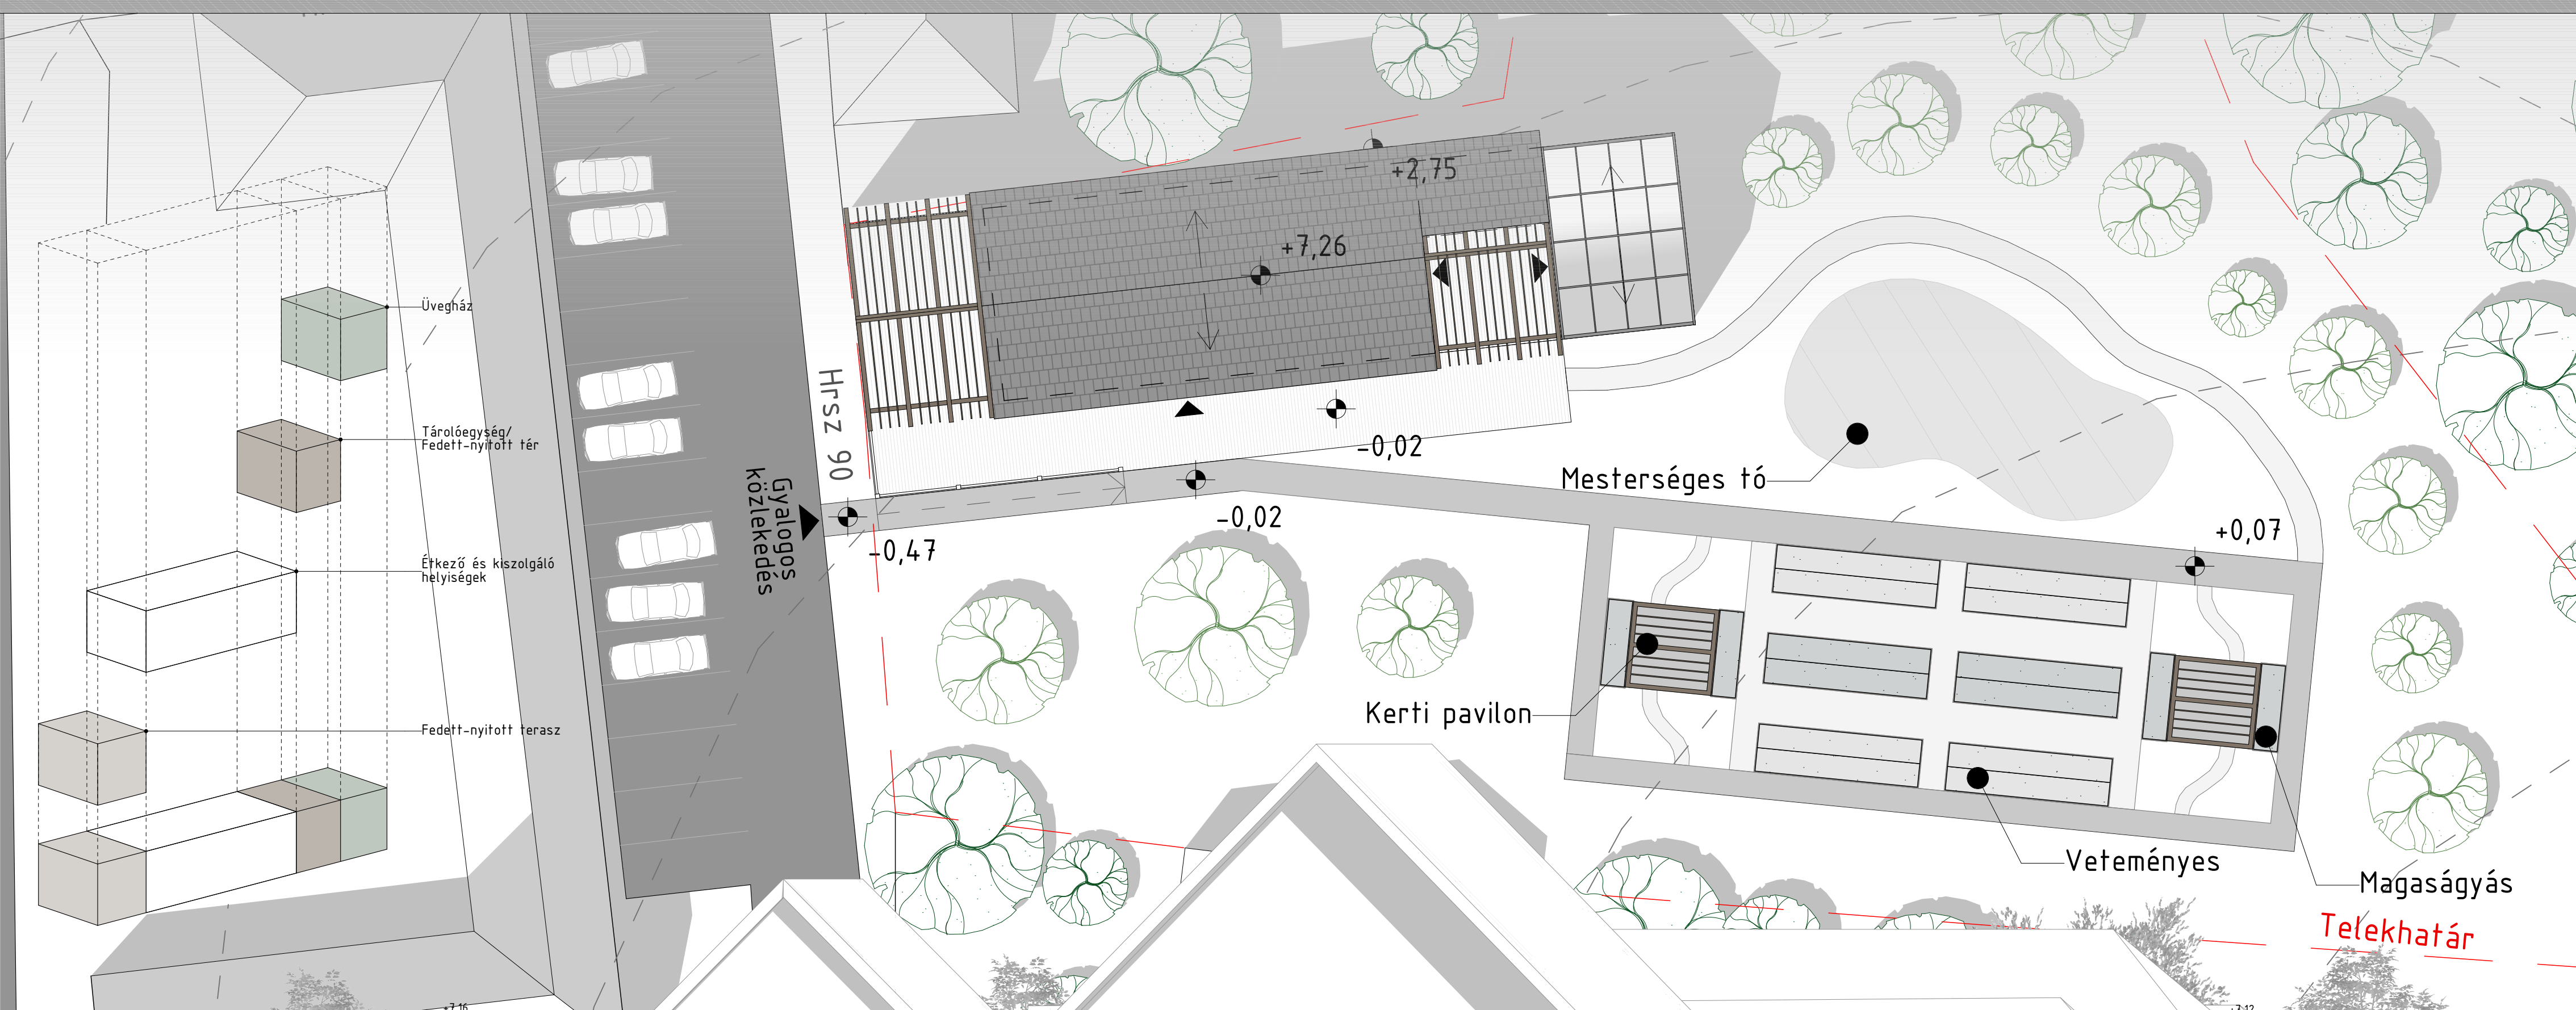 Üvegház
Tárolóegység/
Fedett-nyitott tér
Étkező és kiszolgáló
helyiségek
Fedett-nyitott terasz
Hrsz 90
Gyalogos
közlekedés
+2,75
+7,26
-0,02
-0,02
-0,47
Mesterséges tó
+0,07
Kerti pavilon
Veteményes
Magaságyás
Telekhatár